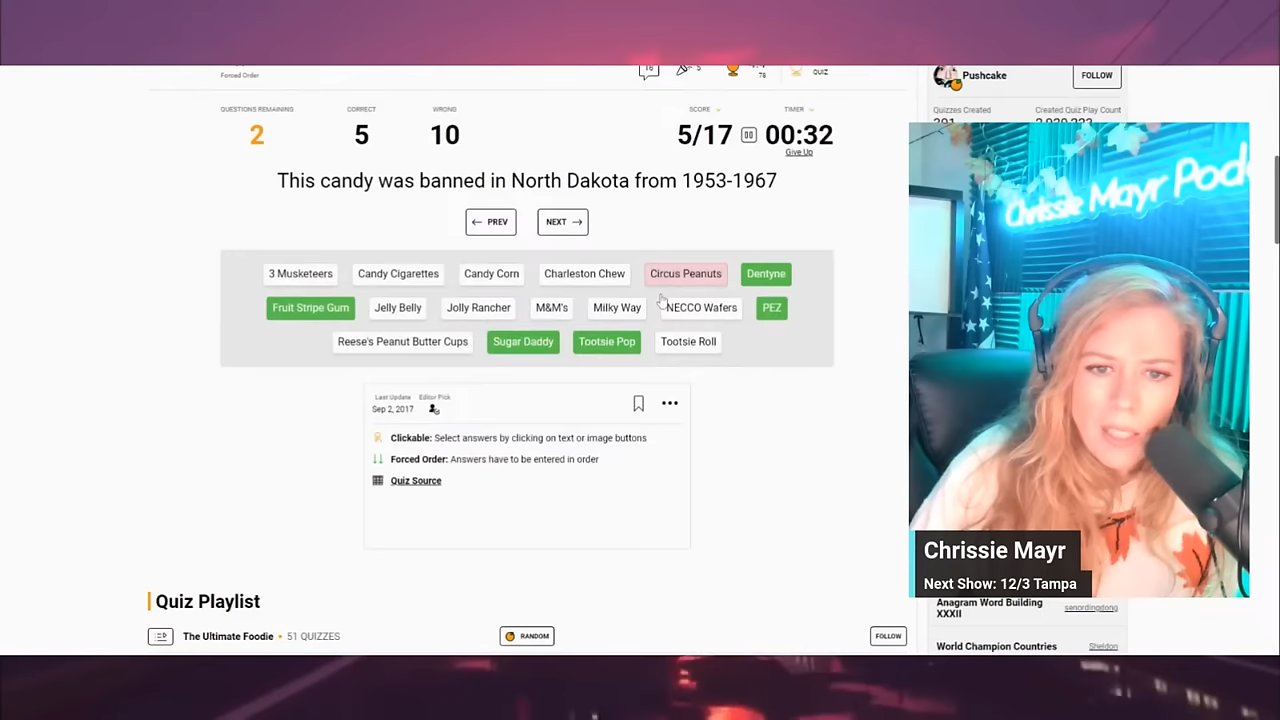 Forced Order
16
5
78
QUIZ
Pushcake
FOLLOW
QUESTIONS REMAINING
CORRECT
WRONG
SCORE
TIMER
2
5
10
5/17
00:32
Give Up
Quizzes Created
Created Quiz Play Count
This candy was banned in North Dakota from 1953-1967
← PREV
NEXT →
3 Musketeers
Candy Cigarettes
Candy Corn
Charleston Chew
Circus Peanuts
Dentyne
Fruit Stripe Gum
Jelly Belly
Jolly Rancher
M&M's
Milky Way
NECCO Wafers
PEZ
Reese's Peanut Butter Cups
Sugar Daddy
Tootsie Pop
Tootsie Roll
Last Update
Editor Pick
Sep 2, 2017
Clickable: Select answers by clicking on text or image buttons
Forced Order: Answers have to be entered in order
Quiz Source
Chrissie Mayr Pod
Chrissie Mayr
Next Show: 12/3 Tampa
Quiz Playlist
The Ultimate Foodie • 51 QUIZZES
RANDOM
FOLLOW
Anagram Word Building
XXXII
senordingdong
World Champion Countries
Sheldon